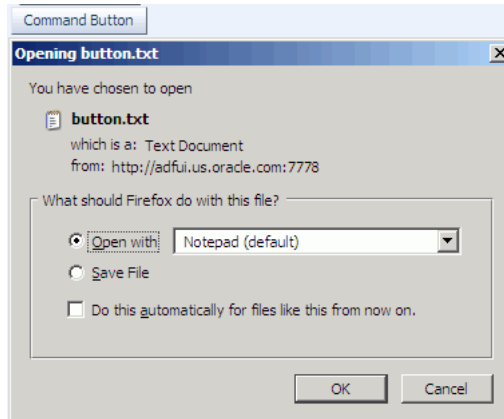 Command Button
Opening button.txt
You have chosen to open
button.txt
which is a: Text Document
from: http://adfui.us.oracle.com:7778
What should Firefox do with this file?
Open with Notepad (default)
Save File
Do this automatically for files like this from now on.
OK Cancel